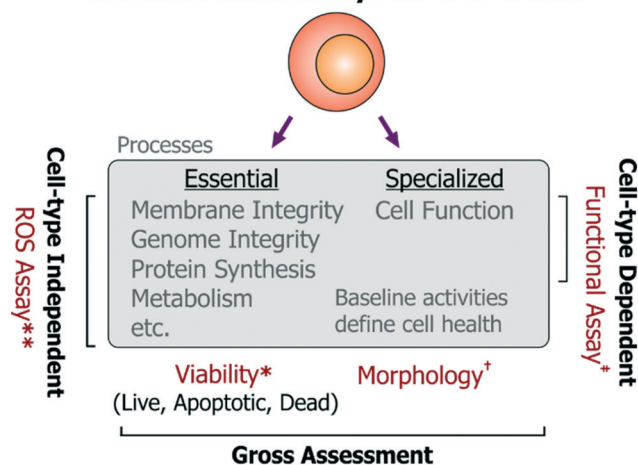 Processes
Essential
Specialized
Membrane Integrity
Cell Function
Genome Integrity
Protein Synthesis
Metabolism
etc.
Baseline activities
define cell health
Cell-type Independent
ROS Assay**
Cell-type Dependent
Functional Assay‡
Viability*
Morphology†
(Live, Apoptotic, Dead)
Gross Assessment